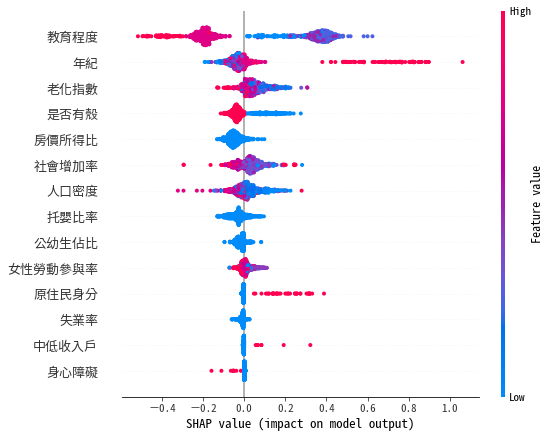 High
教育程度
年紀
老化指數
是否有殼
房價所得比
社會增加率
人口密度
托嬰比率
公幼生佔比
女性勞動參與率
原住民身分
失業率
中低收入戶
身心障礙
Feature value
Low
−0.4 −0.2 0.0 0.2 0.4 0.6 0.8 1.0
SHAP value (impact on model output)